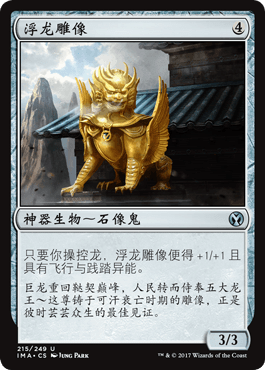 浮龙雕像 4
神器生物～石像鬼
只要你操控龙，浮龙雕像便得 +1/+1 且
具有飞行与践踏异能。
巨龙重回鞑契巅峰，人民转而侍奉五大龙
王～这尊铸于可汗衰亡时期的雕像，正是
彼时芸芸众生的最佳见证。
3/3
215/249 U
IMA • CS JUNG PARK
™ & © 2017 Wizards of the Coast